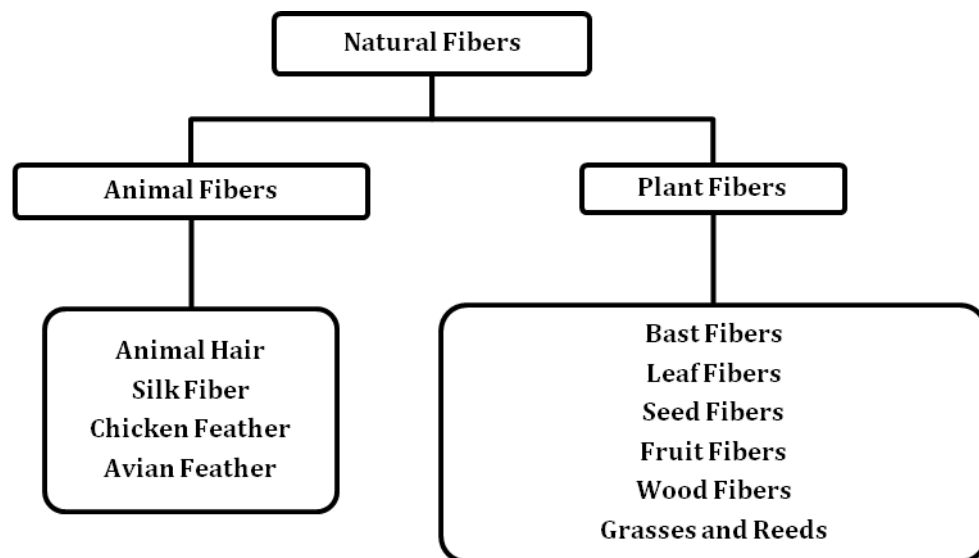 Natural Fibers
Animal Fibers
Plant Fibers
Animal Hair
Silk Fiber
Chicken Feather
Avian Feather
Bast Fibers
Leaf Fibers
Seed Fibers
Fruit Fibers
Wood Fibers
Grasses and Reeds